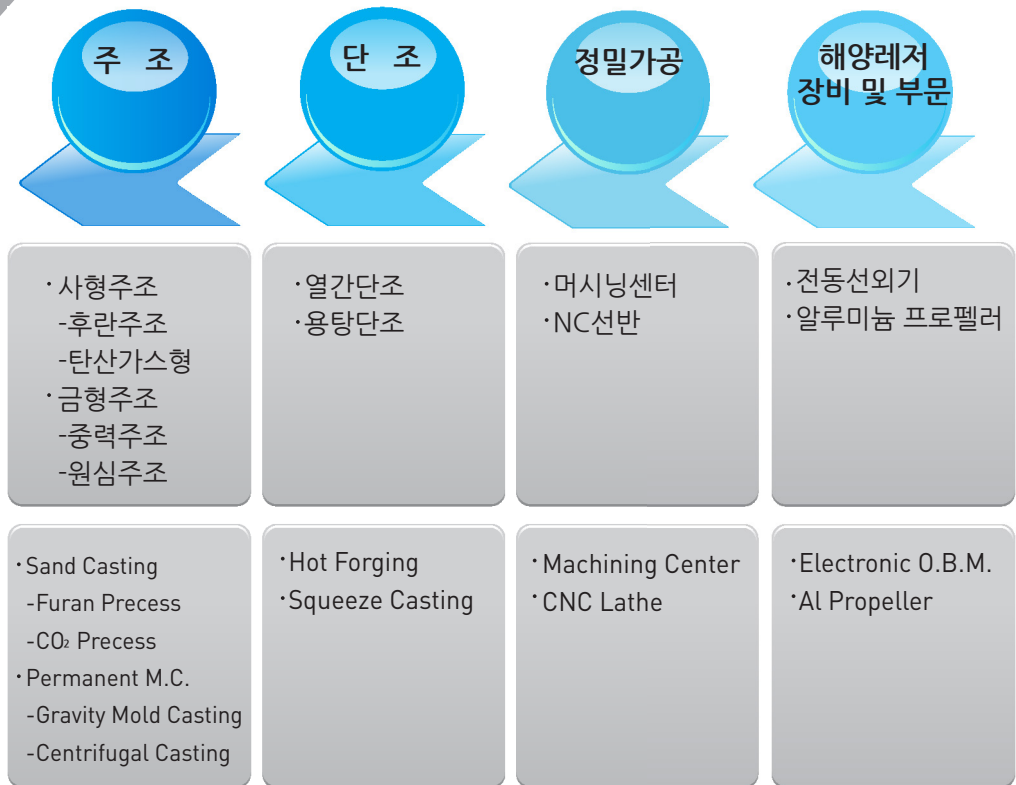 주 조
단 조
정밀가공
해양레저
장비 및 부문
·사형주조
-후란주조
-탄산가스형
·금형주조
-중력주조
-원심주조
·열간단조
·용탕단조
·머시닝센터
·NC선반
·전동선외기
·알루미늄 프로펠러
·Sand Casting
-Furan Precess
-CO₂ Precess
·Permanent M.C.
-Gravity Mold Casting
-Centrifugal Casting
·Hot Forging
·Squeeze Casting
·Machining Center
·CNC Lathe
·Electronic O.B.M.
·Al Propeller